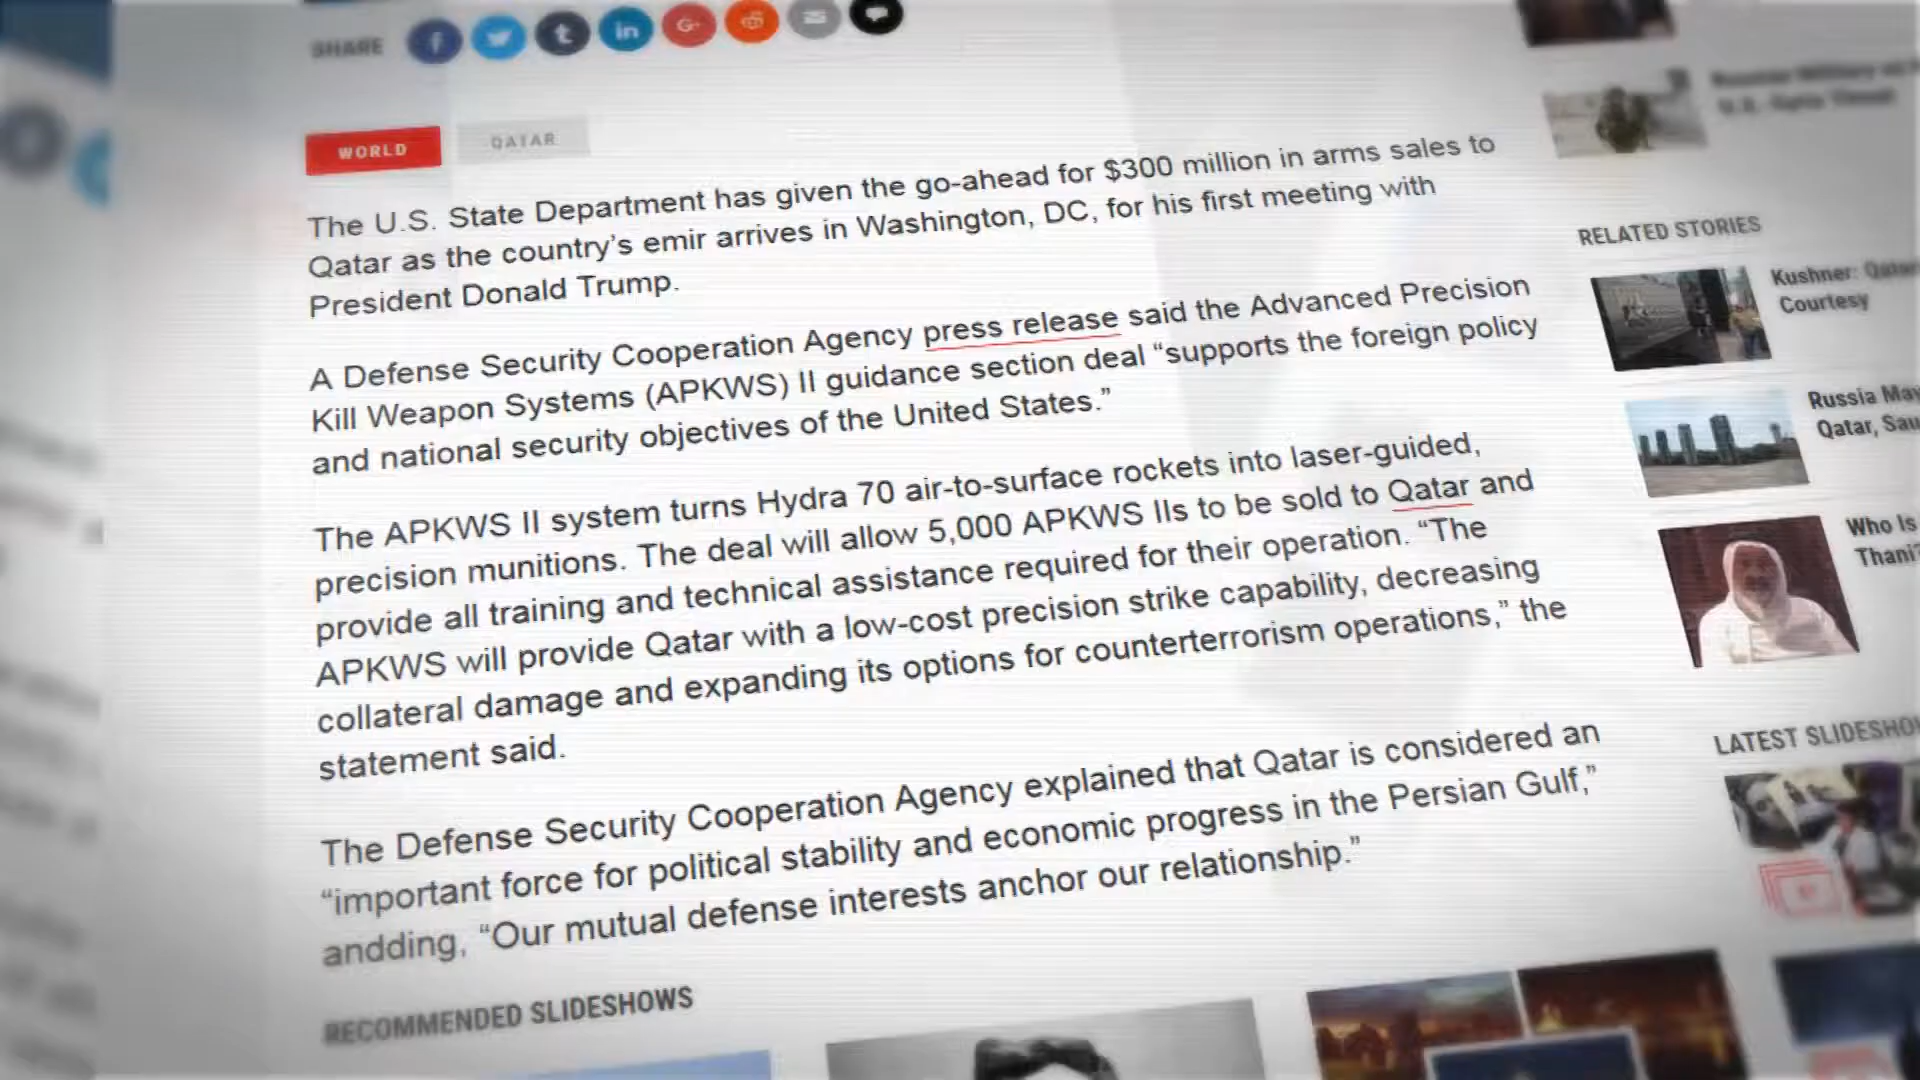 SHARE
WORLD
QATAR
The U.S. State Department has given the go-ahead for $300 million in arms sales to
Qatar as the country’s emir arrives in Washington, DC, for his first meeting with
President Donald Trump.
A Defense Security Cooperation Agency press release said the Advanced Precision
Kill Weapon Systems (APKWS) II guidance section deal “supports the foreign policy
and national security objectives of the United States.”
The APKWS II system turns Hydra 70 air-to-surface rockets into laser-guided,
precision munitions. The deal will allow 5,000 APKWS IIs to be sold to Qatar and
provide all training and technical assistance required for their operation. “The
APKWS will provide Qatar with a low-cost precision strike capability, decreasing
collateral damage and expanding its options for counterterrorism operations,” the
statement said.
The Defense Security Cooperation Agency explained that Qatar is considered an
“important force for political stability and economic progress in the Persian Gulf,”
andding, “Our mutual defense interests anchor our relationship.”
RECOMMENDED SLIDESHOWS
RELATED STORIES
Kushner: Qatar
Courtesy
Russia May
Qatar, Sau
Who Is
Thani?
LATEST SLIDESHO